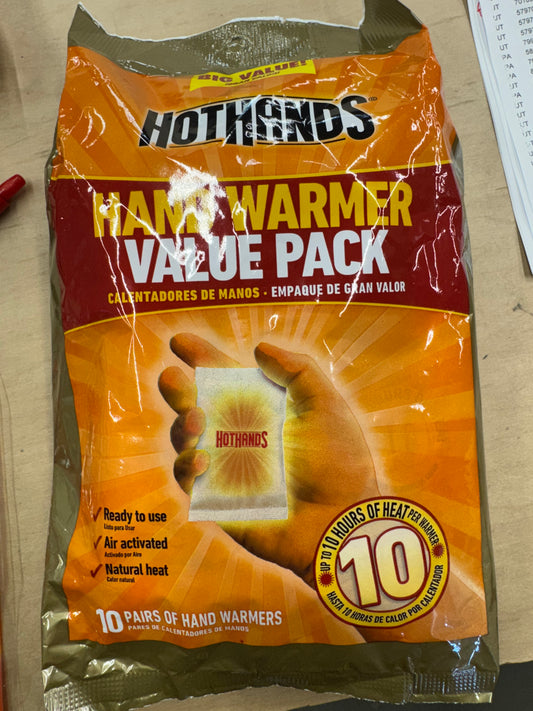 BIG VALUE!
HOTHANDS®
HAND WARMER
VALUE PACK
CALENTADORES DE MANOS · EMPAQUE DE GRAN VALOR
HOTHANDS
Ready to use
Listo para Usar
Air activated
Activado por Aire
Natural heat
Calor natural
10 PAIRS OF HAND WARMERS
PARES DE CALENTADORES DE MANOS
UP TO 10 HOURS OF HEAT PER WARMER
10
HASTA 10 HORAS DE CALOR POR CALENTADOR